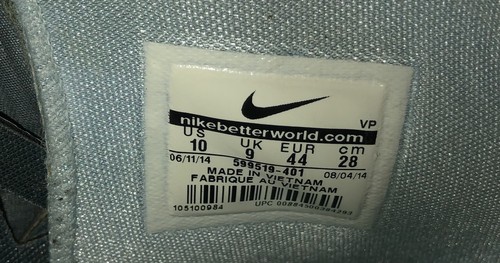 VP
nikebetterworld.com
US UK EUR cm
10 9 44 28
06/11/14 599519-401 08/04/14
MADE IN VIETNAM
FABRIQUE AU VIETNAM
105100984 UPC